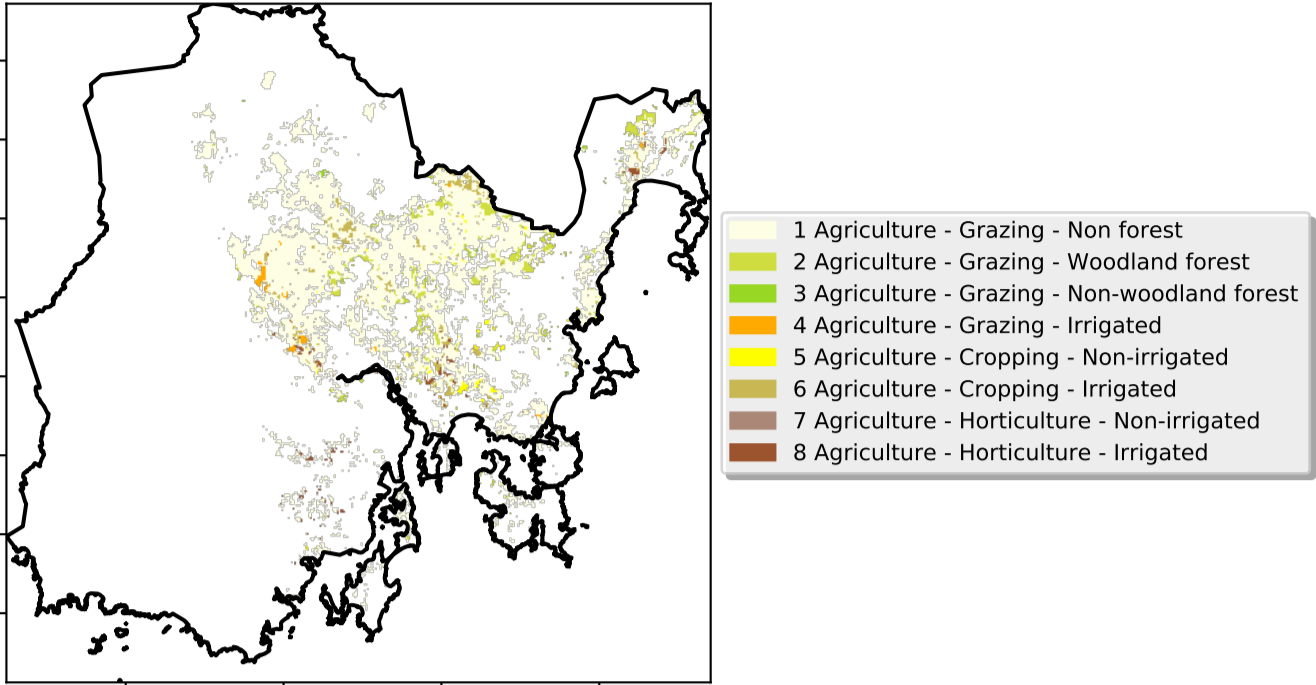 1 Agriculture - Grazing - Non forest
2 Agriculture - Grazing - Woodland forest
3 Agriculture - Grazing - Non-woodland forest
4 Agriculture - Grazing - Irrigated
5 Agriculture - Cropping - Non-irrigated
6 Agriculture - Cropping - Irrigated
7 Agriculture - Horticulture - Non-irrigated
8 Agriculture - Horticulture - Irrigated